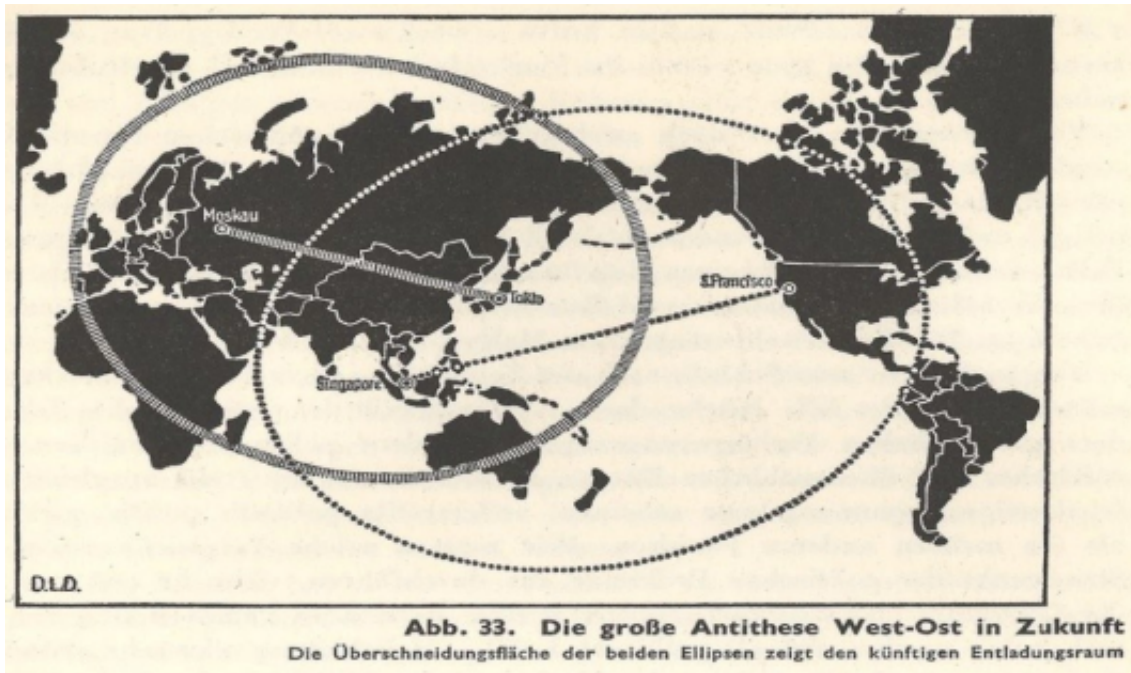 Moskau
Tokio
S.Francisco
Singapore
D.L.D.
Abb. 33. Die große Antithese West-Ost in Zukunft
Die Überschneidungsfläche der beiden Ellipsen zeigt den künftigen Entladungsraum